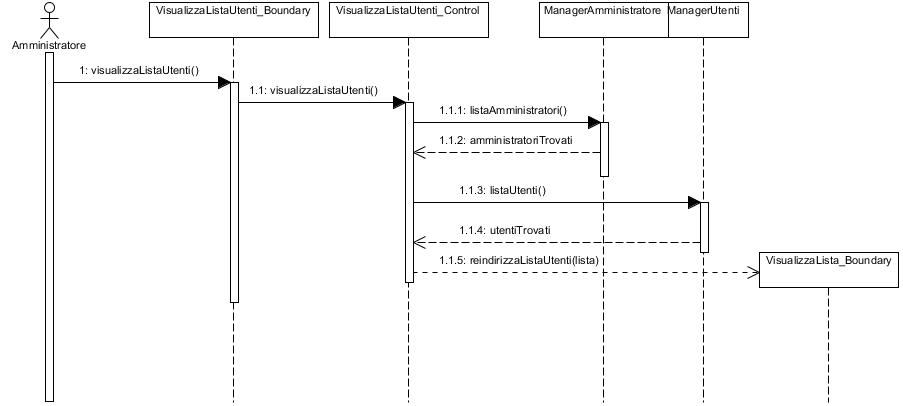 VisualizzaListaUtenti_Boundary
VisualizzaListaUtenti_Control
ManagerAmministratore
ManagerUtenti
Amministratore
1: visualizzaListaUtenti()
1.1: visualizzaListaUtenti()
1.1.1: listaAmministratori()
1.1.2: amministratoriTrovati
1.1.3: listaUtenti()
1.1.4: utentiTrovati
1.1.5: reindirizzaListaUtenti(lista)
VisualizzaLista_Boundary